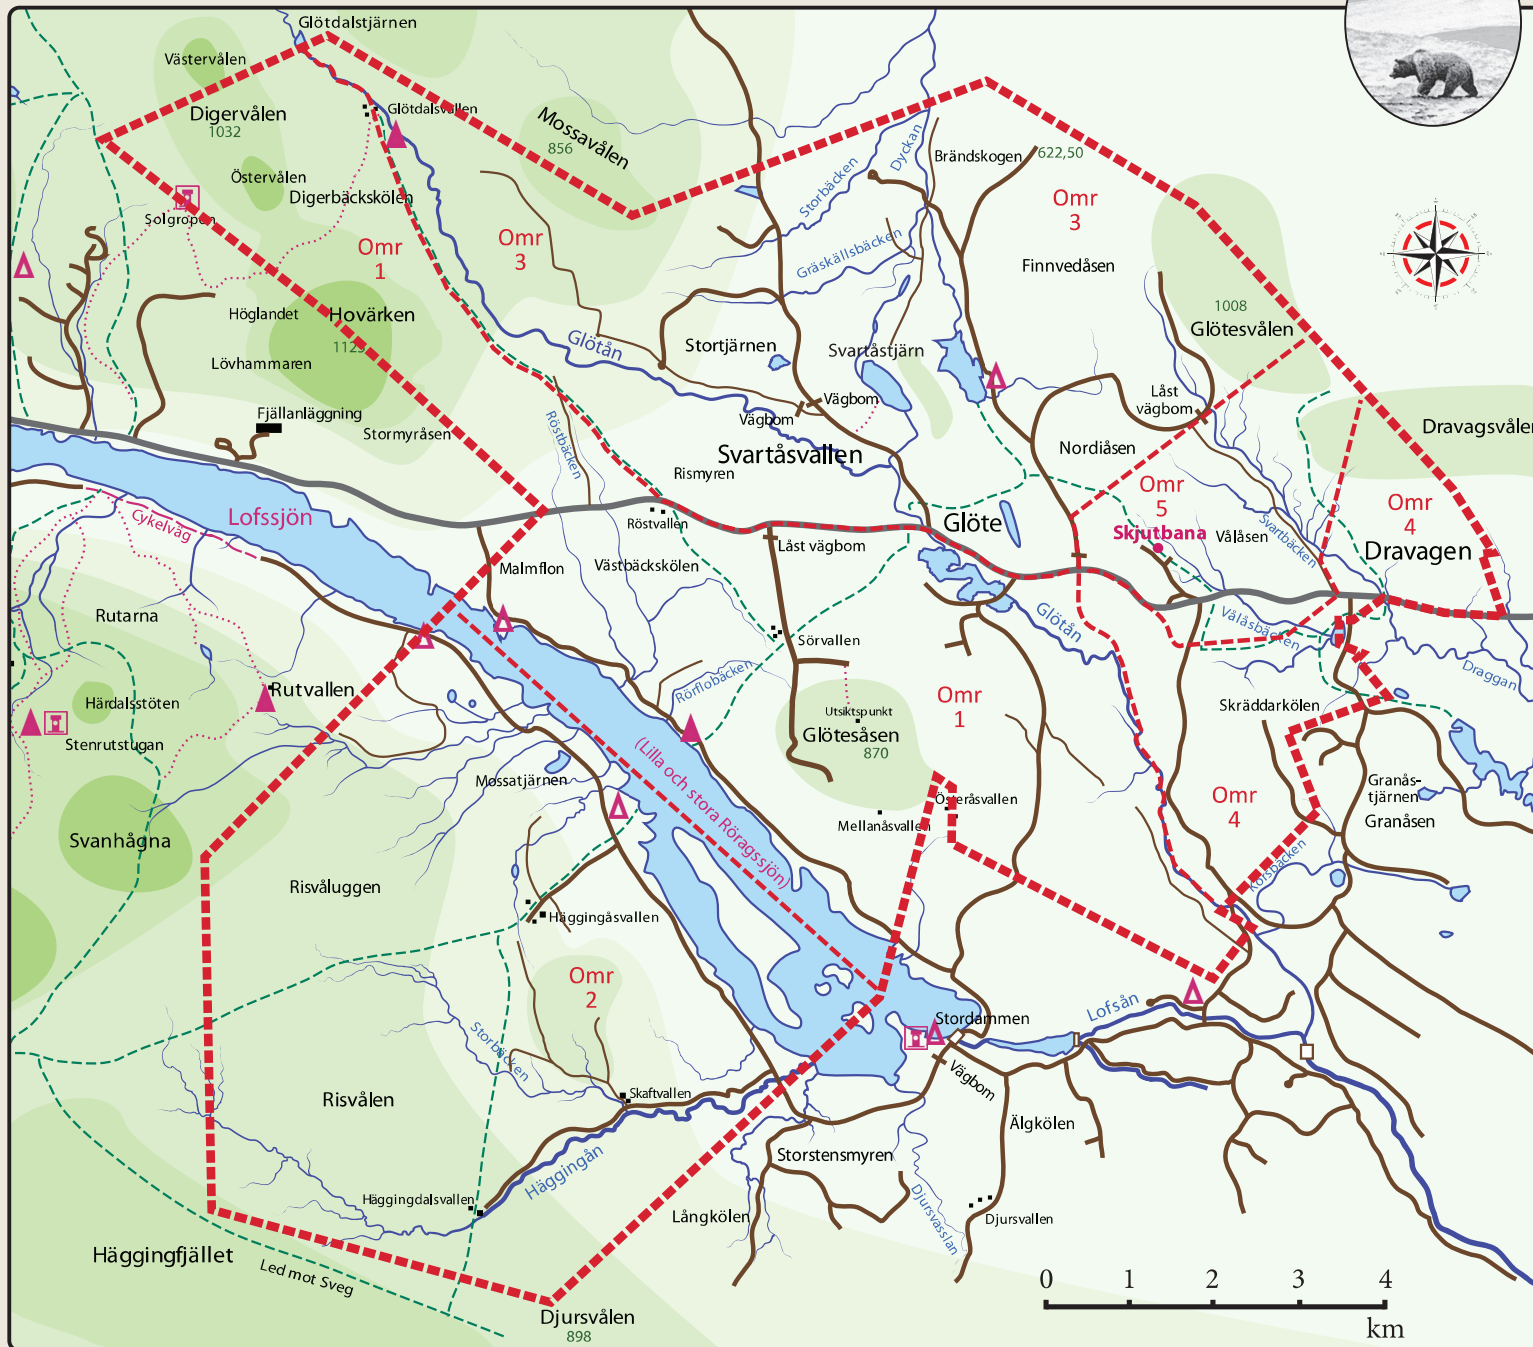 Glötdalstjärnen
Västervålen
Digervålen
1032
Glötdalsvallen
Mossavålen
856
Östervålen
Digerbäckskölen
Solgropen
Omr
1
Omr
3
Storbäcken
Dyckan
Brändskogen
622,50
Omr
3
Gräskällsbäcken
Finnvedåsen
1008
Glötesvålen
Höglandet
Hovärken
1125
Lövhammaren
Glötån
Stortjärnen
Svartåstjärn
Fjällanläggning
Stormyråsen
Röstbäcken
Vägbom
Vägbom
Låst
vägbom
Dravagsvålen
Svartåsvallen
Nordiåsen
Rismyren
Omr
5
Omr
4
Lofssjön
Cykelväg
Röstvallen
Glöte
Skjutbana
Vålåsen
Svartbäcken
Dravagen
Låst vägbom
Malmflon
Västbäckskölen
Rutarna
Glötån
Vålåsbäcken
Sörvallen
Draggan
Rörflobäcken
Rutvallen
Härdalsstöten
Stenrutstugan
Omr
1
Skräddarkölen
Utsiktspunkt
Glötesåsen
870
(Lilla och stora Röragssjön)
Mossatjärnen
Österåsvallen
Mellanåsvallen
Omr
4
Granås-
tjärnen
Granåsen
Svanhågna
Risvåluggen
Korsbäcken
Häggingåsvallen
Omr
2
Storbäcken
Stordammen
Lofsån
Vägbom
Risvålen
Skaftvallen
Älgkölen
Häggingån
Storstensmyren
Häggingdalsvallen
Långkölen
Djursvasslan
Djursvallen
Häggingfjället
Led mot Sveg
Djursvålen
898
0 1 2 3 4
km